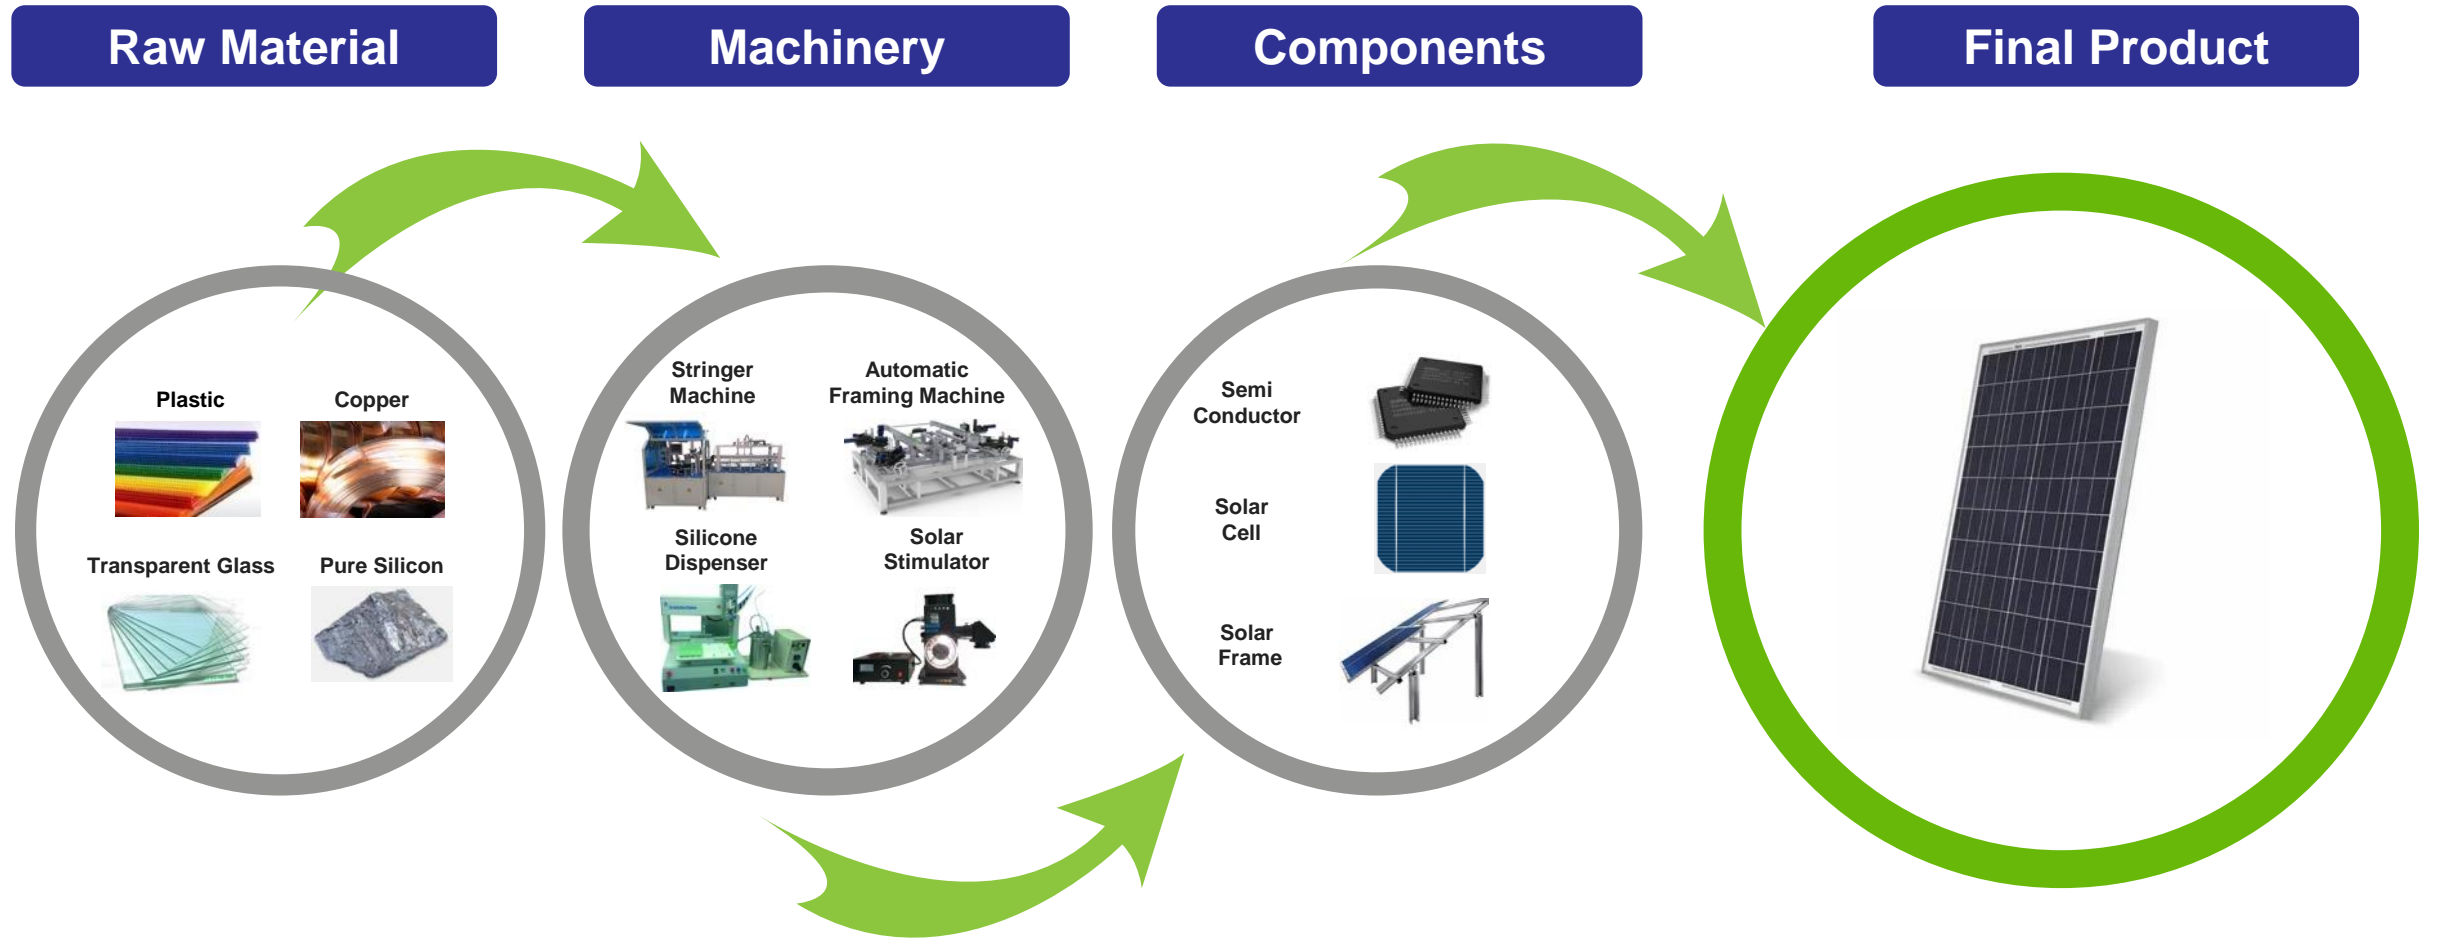 Raw Material
Machinery
Components
Final Product
Plastic
Copper
Transparent Glass
Pure Silicon
Stringer
Machine
Automatic
Framing Machine
Silicone
Dispenser
Solar
Stimulator
Semi
Conductor
Solar
Cell
Solar
Frame